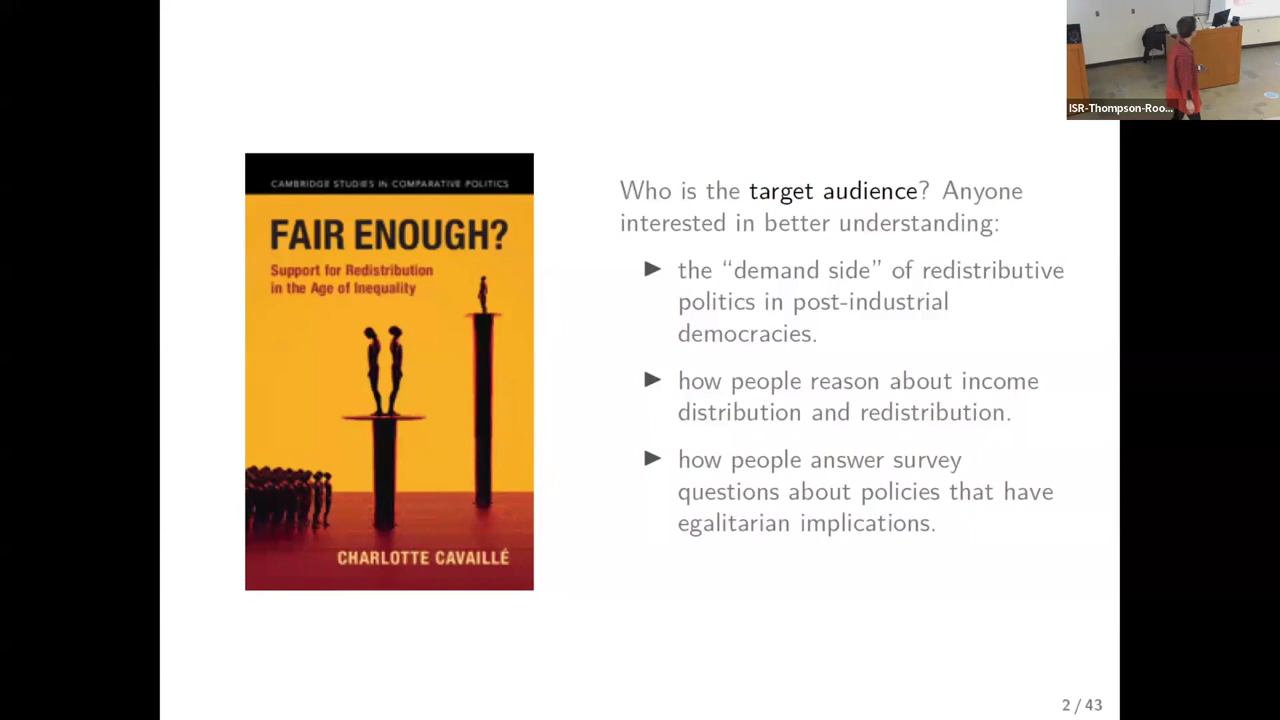 ISR-Thompson-Roo...
CAMBRIDGE STUDIES IN COMPARATIVE POLITICS
FAIR ENOUGH?
Support for Redistribution
in the Age of Inequality
CHARLOTTE CAVAILLÉ
Who is the target audience? Anyone
interested in better understanding:
▶ the “demand side” of redistributive
politics in post-industrial
democracies.
▶ how people reason about income
distribution and redistribution.
▶ how people answer survey
questions about policies that have
egalitarian implications.
2 / 43